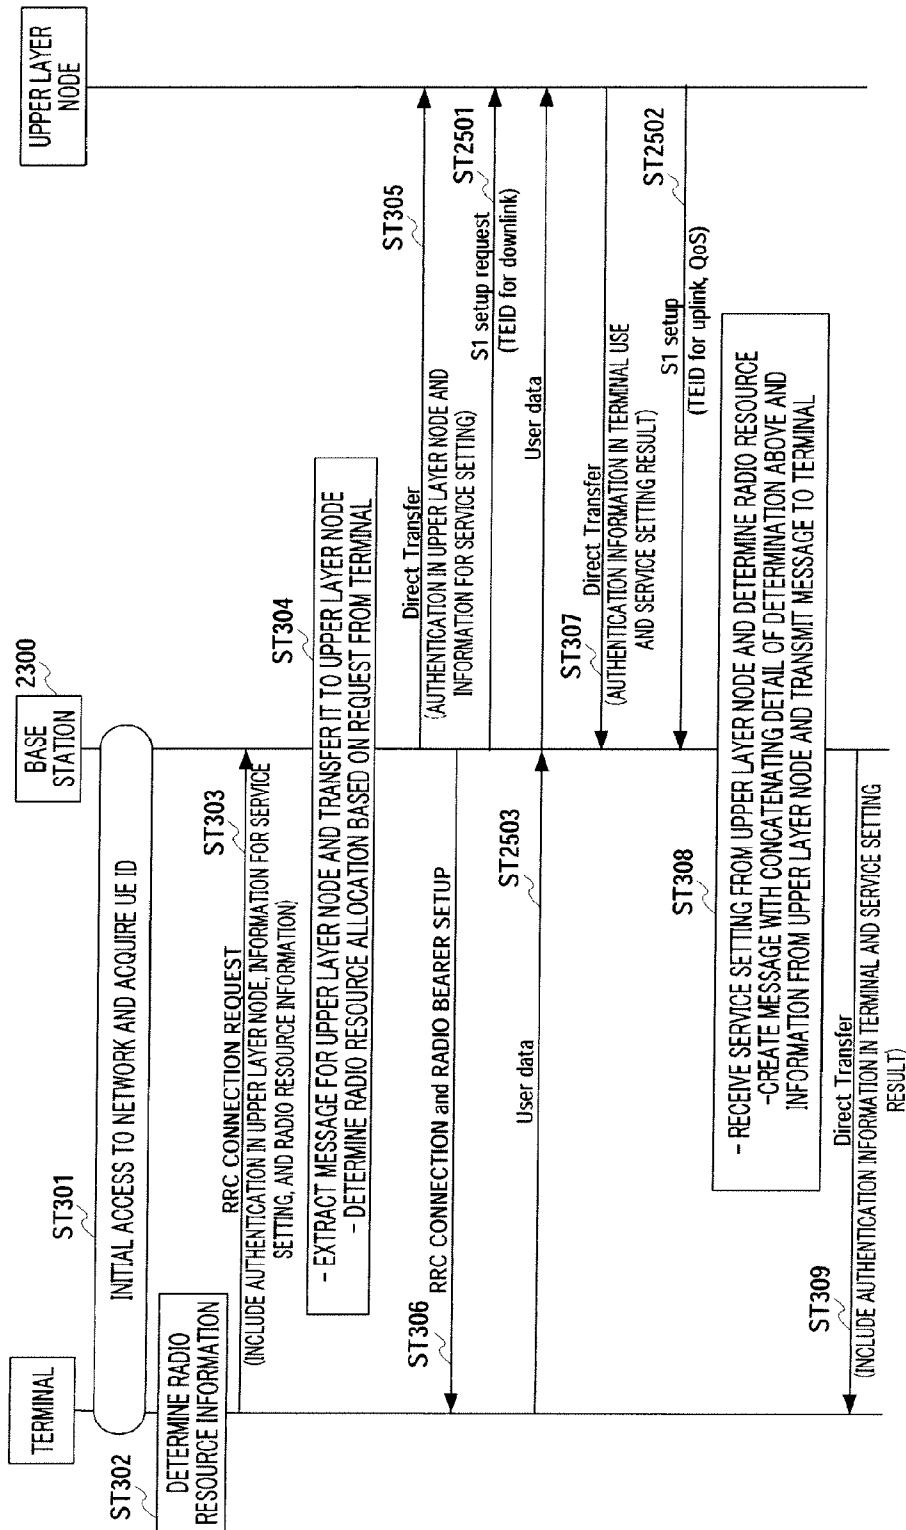 TERMINAL
BASE
STATION
2300
UPPER LAYER
NODE
ST301
INITIAL ACCESS TO NETWORK AND ACQUIRE UE ID
ST302
DETERMINE RADIO
RESOURCE INFORMATION
RRC CONNECTION REQUEST
ST303
(INCLUDE AUTHENTICATION IN UPPER LAYER NODE, INFORMATION FOR SERVICE
SETTING, AND RADIO RESOURCE INFORMATION)
ST304
- EXTRACT MESSAGE FOR UPPER LAYER NODE AND TRANSFER IT TO UPPER LAYER NODE
- DETERMINE RADIO RESOURCE ALLOCATION BASED ON REQUEST FROM TERMINAL
Direct Transfer
ST305
(AUTHENTICATION IN UPPER LAYER NODE AND
INFORMATION FOR SERVICE SETTING)
ST306
RRC CONNECTION and RADIO BEARER SETUP
S1 setup request
ST2501
(TEID for downlink)
User data
ST2503
User data
ST307
Direct Transfer
(AUTHENTICATION INFORMATION IN TERMINAL USE
AND SERVICE SETTING RESULT)
S1 setup
ST2502
(TEID for uplink, QoS)
ST308
- RECEIVE SERVICE SETTING FROM UPPER LAYER NODE AND DETERMINE RADIO RESOURCE
-CREATE MESSAGE WITH CONCATENATING DETAIL OF DETERMINATION ABOVE AND
INFORMATION FROM UPPER LAYER NODE AND TRANSMIT MESSAGE TO TERMINAL
ST309
Direct Transfer
(INCLUDE AUTHENTICATION INFORMATION IN TERMINAL AND SERVICE SETTING
RESULT)